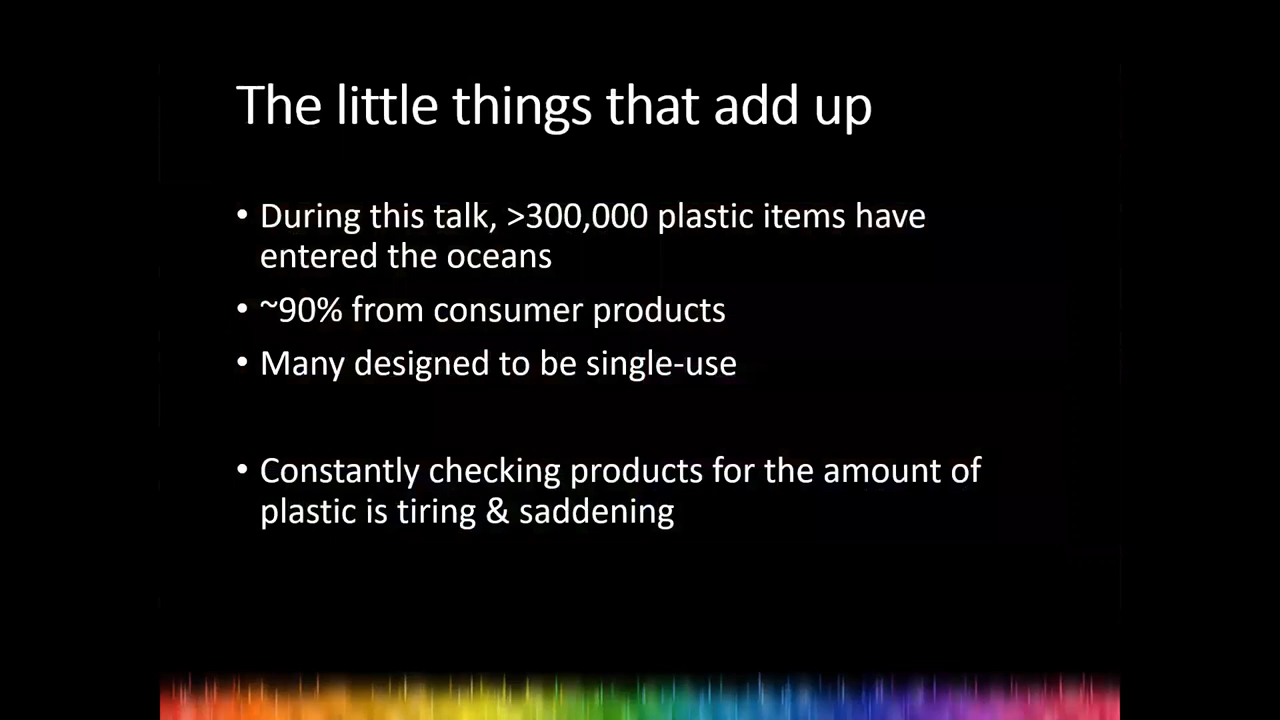 The little things that add up
• During this talk, >300,000 plastic items have
entered the oceans
• ~90% from consumer products
• Many designed to be single-use
• Constantly checking products for the amount of
plastic is tiring & saddening